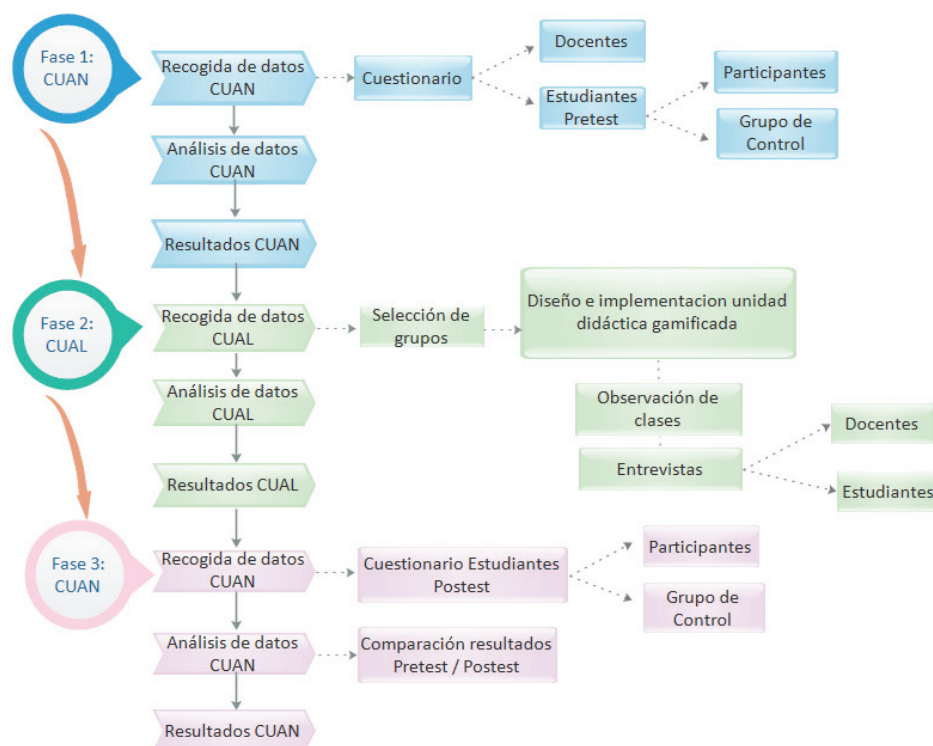 Fase 1:
CUAN
Recogida de datos
CUAN
Cuestionario
Docentes
Estudiantes
Pretest
Participantes
Grupo de
Control
Análisis de datos
CUAN
Resultados CUAN
Fase 2:
CUAL
Recogida de datos
CUAL
Selección de
grupos
Diseño e implementacion unidad
didáctica gamificada
Análisis de datos
CUAL
Observación de
clases
Entrevistas
Docentes
Estudiantes
Resultados CUAL
Fase 3:
CUAN
Recogida de datos
CUAN
Cuestionario Estudiantes
Postest
Participantes
Grupo de
Control
Análisis de datos
CUAN
Comparación resultados
Pretest / Postest
Resultados CUAN